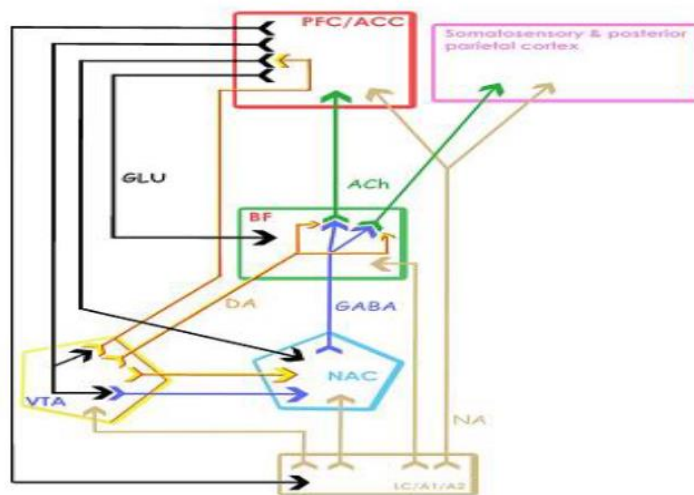 PFC/ACC
Somatosensory & posterior
parietal cortex
GLU
ACh
BF
DA
GABA
NAC
VTA
NA
LC/A1/A2